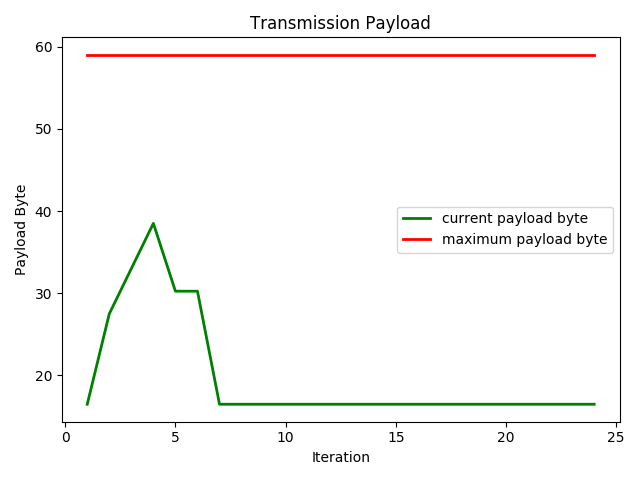 Transmission Payload
Payload Byte
60
50
40
30
20
current payload byte
maximum payload byte
0
5
10
15
20
25
Iteration